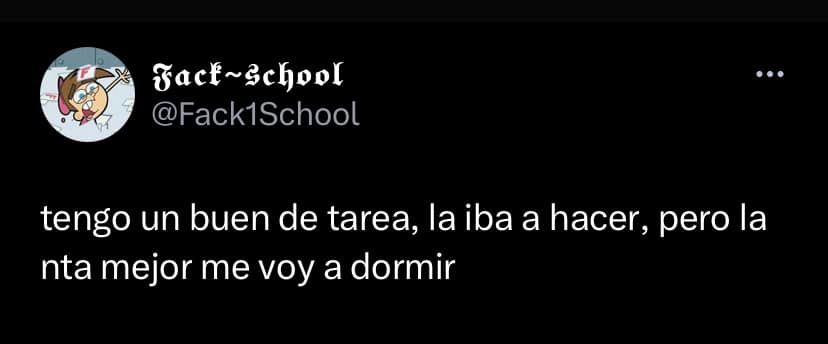 Fack~school
@Fack1School
tengo un buen de tarea, la iba a hacer, pero la
nta mejor me voy a dormir